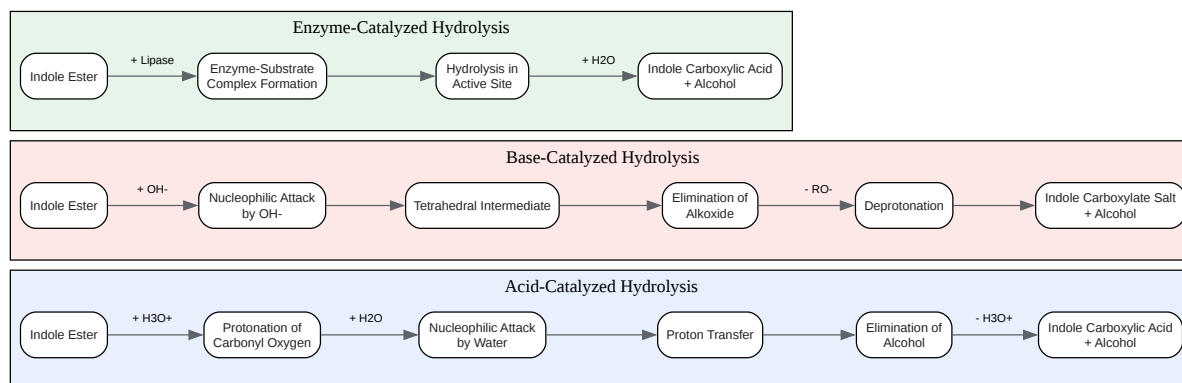 Enzyme-Catalyzed Hydrolysis
Indole Ester
+ Lipase
Enzyme-Substrate
Complex Formation
Hydrolysis in
Active Site
+ H2O
Indole Carboxylic Acid
+ Alcohol
Base-Catalyzed Hydrolysis
Indole Ester
+ OH-
Nucleophilic Attack
by OH-
Tetrahedral Intermediate
Elimination of
Alkoxide
- RO-
Deprotonation
Indole Carboxylate Salt
+ Alcohol
Acid-Catalyzed Hydrolysis
Indole Ester
+ H3O+
Protonation of
Carbonyl Oxygen
+ H2O
Nucleophilic Attack
by Water
Proton Transfer
Elimination of
Alcohol
- H3O+
Indole Carboxylic Acid
+ Alcohol